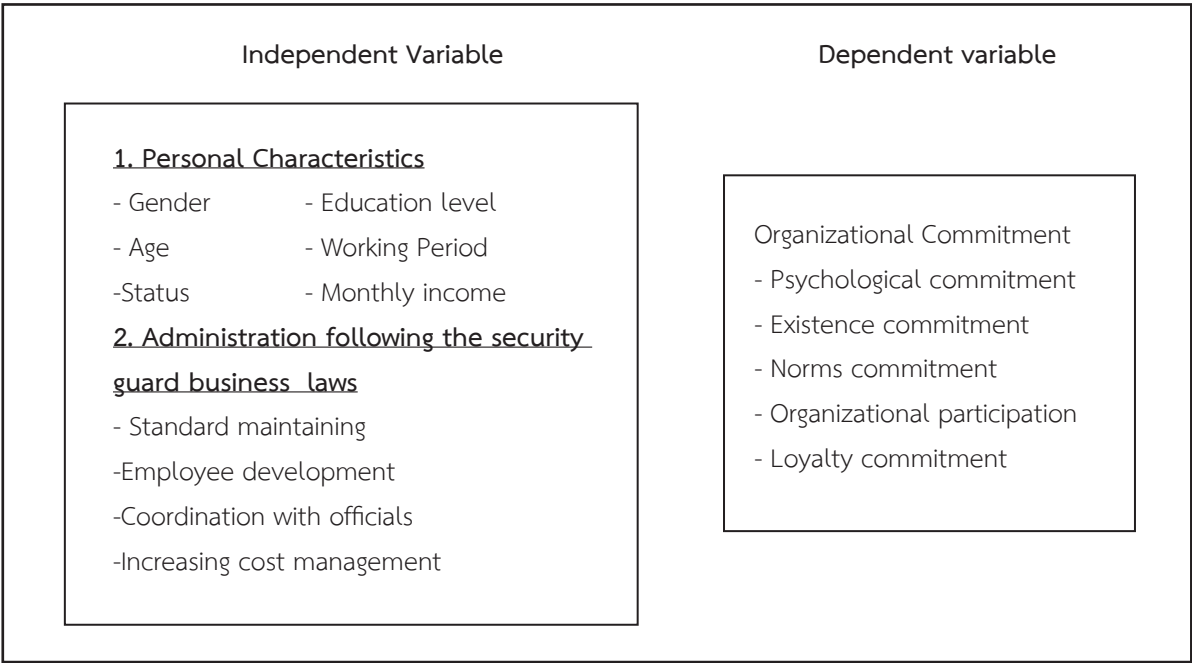 Independent Variable
Dependent variable
1. Personal Characteristics
- Gender - Education level
- Age - Working Period
-Status - Monthly income
2. Administration following the security
guard business laws
- Standard maintaining
-Employee development
-Coordination with officials
-Increasing cost management
Organizational Commitment
- Psychological commitment
- Existence commitment
- Norms commitment
- Organizational participation
- Loyalty commitment